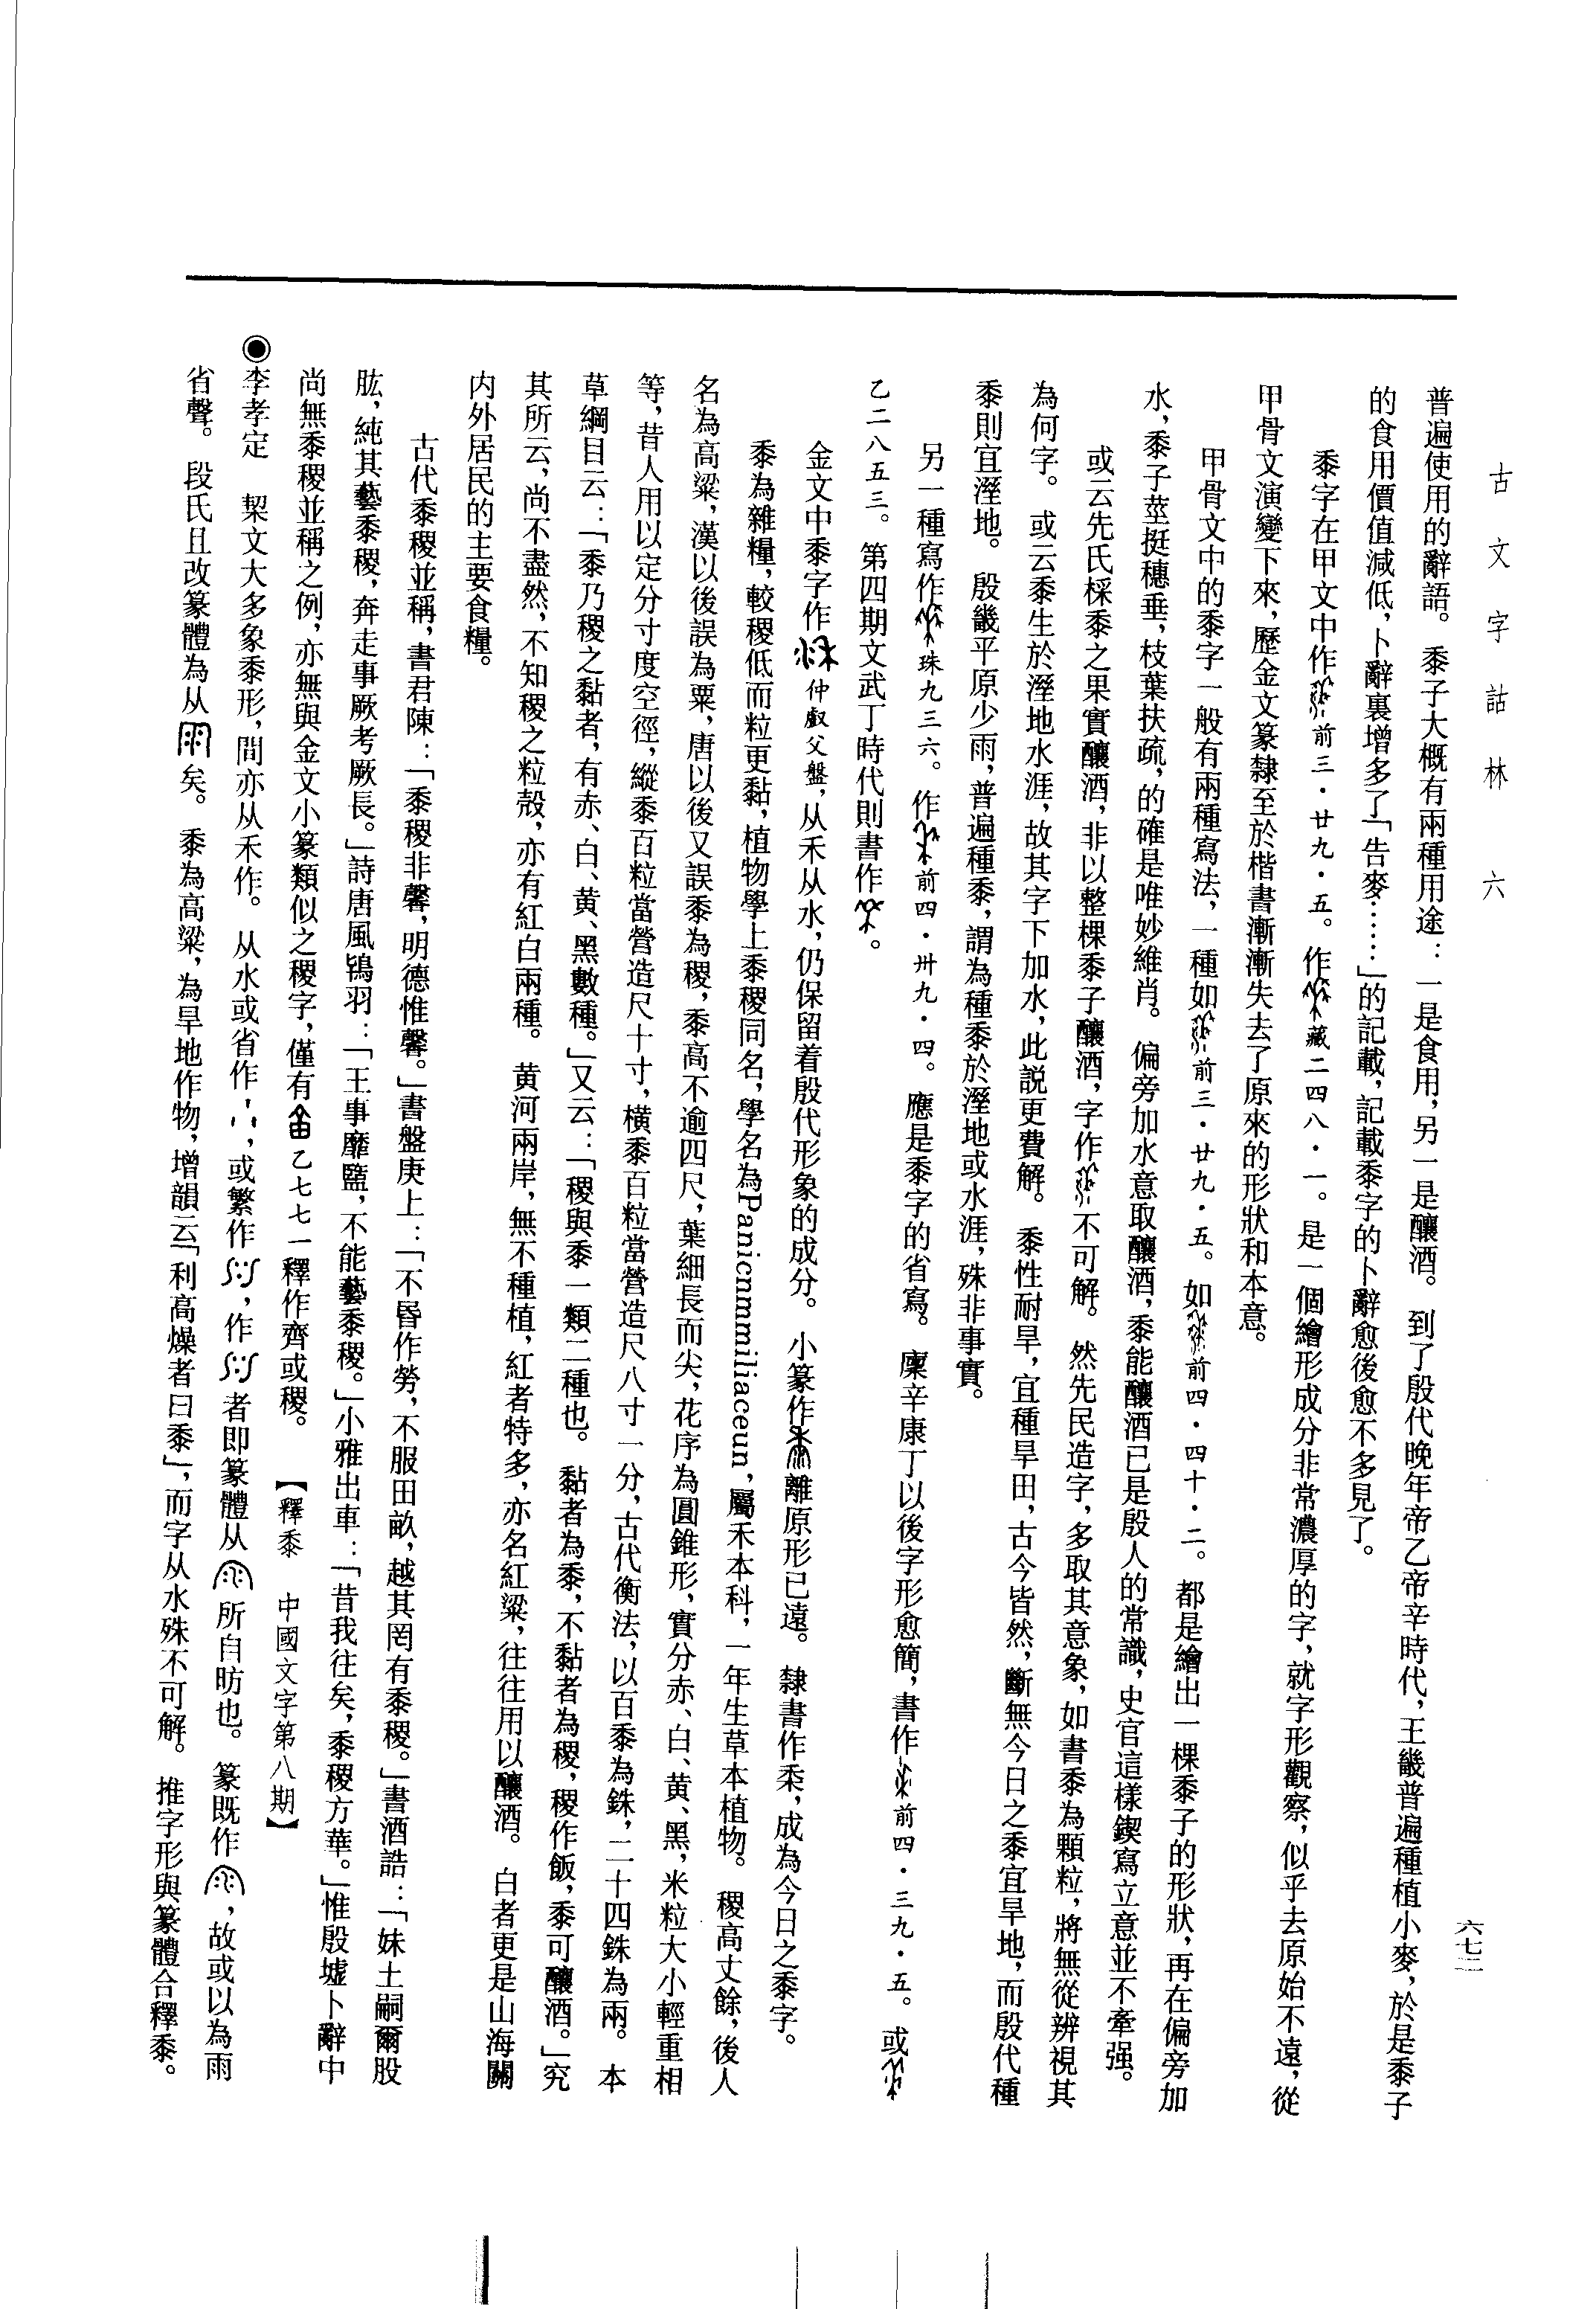 古文字詁林 六
六七二
普遍使用的辭語。黍子大概有兩種用途：一是食用，另一是釀酒。到了殷代晚年帝乙帝辛時代，王畿普遍種植小麥，於是黍子
的食用價值減低，卜辭裏增多了「告麥……」的記載，記載黍字的卜辭愈後愈不多見了。
黍字在甲文中作前三·廿九·五。作藏二四八·一。是一個繪形成分非常濃厚的字，就字形觀察，似乎去原始不遠，從
甲骨文演變下來，歷金文篆隸至於楷書漸漸失去了原來的形狀和本意。
甲骨文中的黍字一般有兩種寫法，一種如前三·廿九·五。如前四·四十·二。都是繪出一棵黍子的形狀，再在偏旁加
水，黍子莖挺穗垂，枝葉扶疏，的確是唯妙維肖。偏旁加水意取釀酒，黍能釀酒已是殷人的常識，史官這樣鍥寫立意並不牽强。
或云先氏採黍之果實釀酒，非以整棵黍子釀酒，字作不可解。然先民造字，多取其意象，如書黍為顆粒，將無從辨視其
為何字。或云黍生於溼地水涯，故其字下加水，此説更費解。黍性耐旱，宜種旱田，古今皆然，斷無今日之黍宜旱地，而殷代種
黍則宜溼地。殷畿平原少雨，普遍種黍，謂為種黍於溼地或水涯，殊非事實。
另一種寫作珠九三六。作前四·卅九·四。應是黍字的省寫。廩辛康丁以後字形愈簡，書作前四·三九·五。或
乙二八五三。第四期文武丁時代則書作。
金文中黍字作仲𠭯父盤，从禾从水，仍保留着殷代形象的成分。小篆作離原形已遠。隸書作桼，成為今日之黍字。
黍為雜糧，較稷低而粒更黏，植物學上黍稷同名，學名為Panicnmmiliaceun，屬禾本科，一年生草本植物。稷高丈餘，後人
名為高粱，漢以後誤為粟，唐以後又誤黍為稷，黍高不逾四尺，葉細長而尖，花序為圓錐形，實分赤、白、黄、黑，米粒大小輕重相
等，昔人用以定分寸度空徑，縱黍百粒當營造尺十寸，橫黍百粒當營造尺八寸一分，古代衡法，以百黍為銖，二十四銖為兩。本
草綱目云：「黍乃稷之黏者，有赤、白、黄、黑數種。」又云：「稷與黍一類二種也。黏者為黍，不黏者為稷，稷作飯，黍可釀酒。」究
其所云，尚不盡然，不知稷之粒殼，亦有紅白兩種。黄河兩岸，無不種植，紅者特多，亦名紅粱，往往用以釀酒。白者更是山海關
内外居民的主要食糧。
古代黍稷並稱，書君陳：「黍稷非馨，明德惟馨。」書盤庚上：「不昬作勞，不服田畝，越其罔有黍稷。」書酒誥：「妹土嗣爾股
肱，純其藝黍稷，奔走事厥考厥長。」詩唐風鴇羽：「王事靡盬，不能藝黍稷。」小雅出車：「昔我往矣，黍稷方華。」惟殷墟卜辭中
尚無黍稷並稱之例，亦無與金文小篆類似之稷字，僅有乙七七一釋作齊或稷。 【釋黍 中國文字第八期】
◉李孝定 栔文大多象黍形，間亦从禾作。从水或省作，或繁作，作者即篆體从所自昉也。篆既作，故或以為雨
省聲。段氏且改篆體為从矣。黍為高粱，為旱地作物，增韻云「利高燥者曰黍」，而字从水殊不可解。推字形與篆體合釋黍。